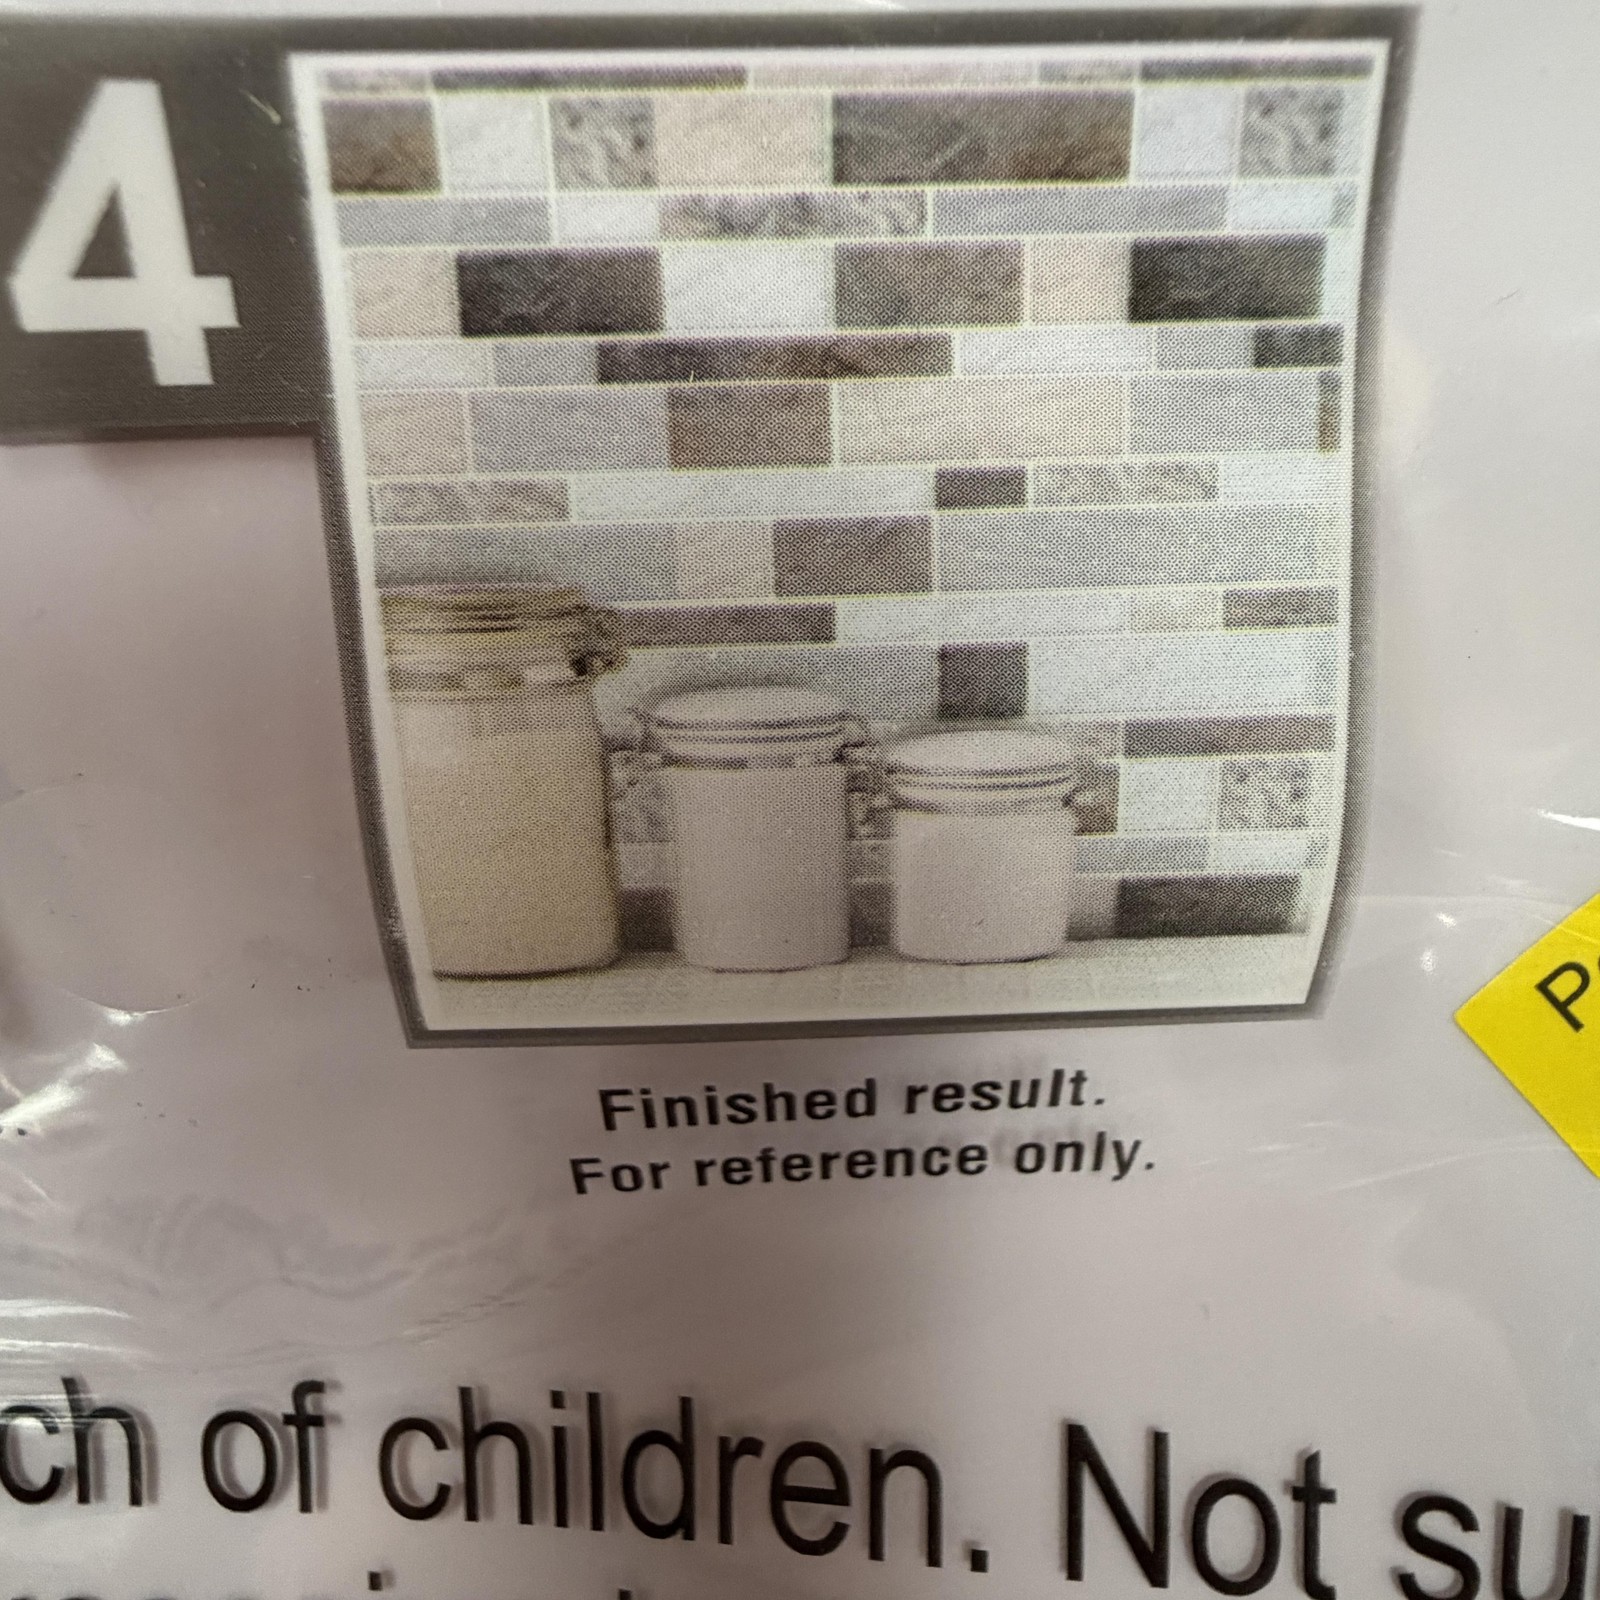 4
Finished result.
For reference only.
ch of children. Not su